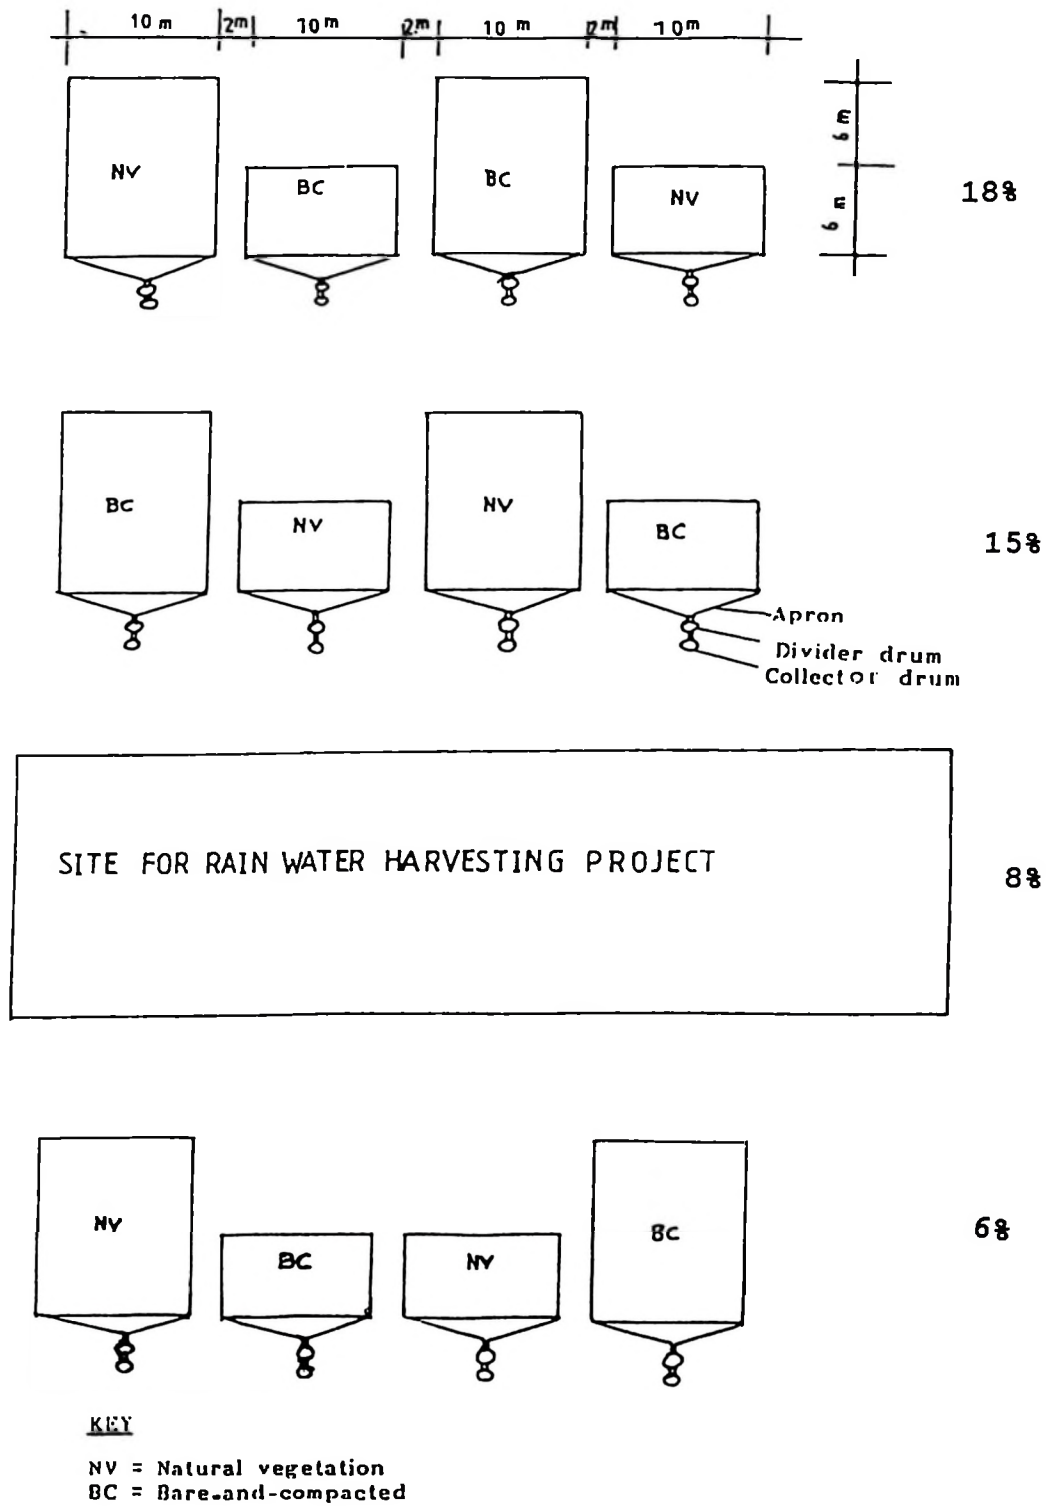 10 m 2m 10m 2m 10 m 2m 10m
6 m
NV BC BC NV 18%
6 m
BC NV NV BC 15%
Apron
Divider drum
Collector drum
SITE FOR RAIN WATER HARVESTING PROJECT 8%
NV BC NV BC 6%
KEY
NV = Natural vegetation
BC = Bare-and-compacted